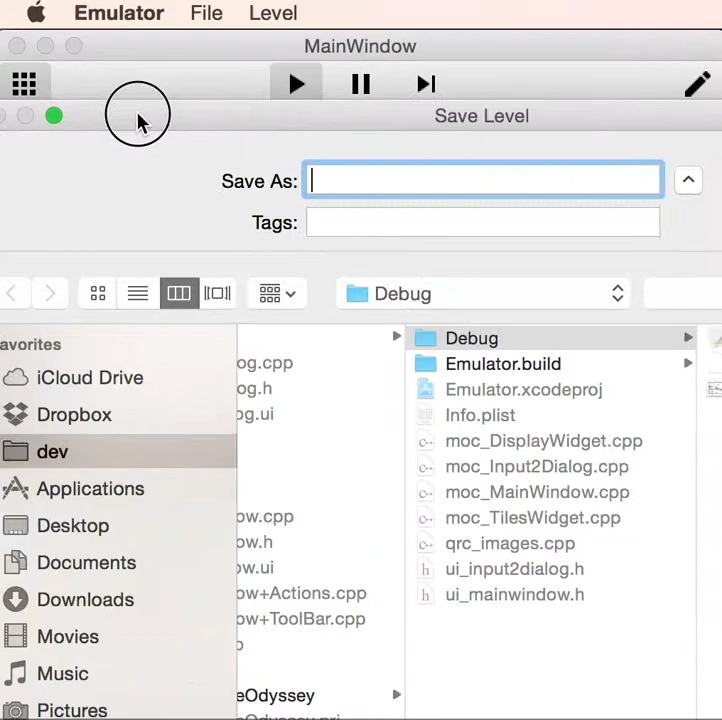 Emulator File Level
MainWindow
Save Level
Save As:
Tags:
Debug
avorites
iCloud Drive
Dropbox
dev
Applications
Desktop
Documents
Downloads
Movies
Music
Pictures
og.cpp
og.h
og.ui
ow.cpp
ow.h
ow.ui
ow+Actions.cpp
ow+ToolBar.cpp
p
eOdyssey
Debug
Emulator.build
Emulator.xcodeproj
Info.plist
moc_DisplayWidget.cpp
moc_Input2Dialog.cpp
moc_MainWindow.cpp
moc_TilesWidget.cpp
qrc_images.cpp
ui_input2dialog.h
ui_mainwindow.h